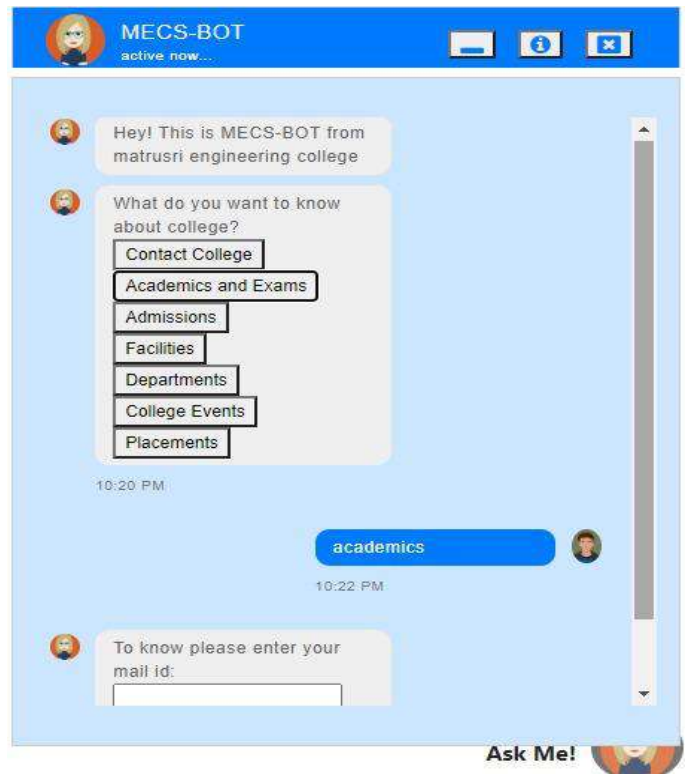 MECS-BOT
active now...
Hey! This is MECS-BOT from
matrusri engineering college
What do you want to know
about college?
Contact College
Academics and Exams
Admissions
Facilities
Departments
College Events
Placements
10:20 PM
academics
10:22 PM
To know please enter your
mail id:
Ask Me!